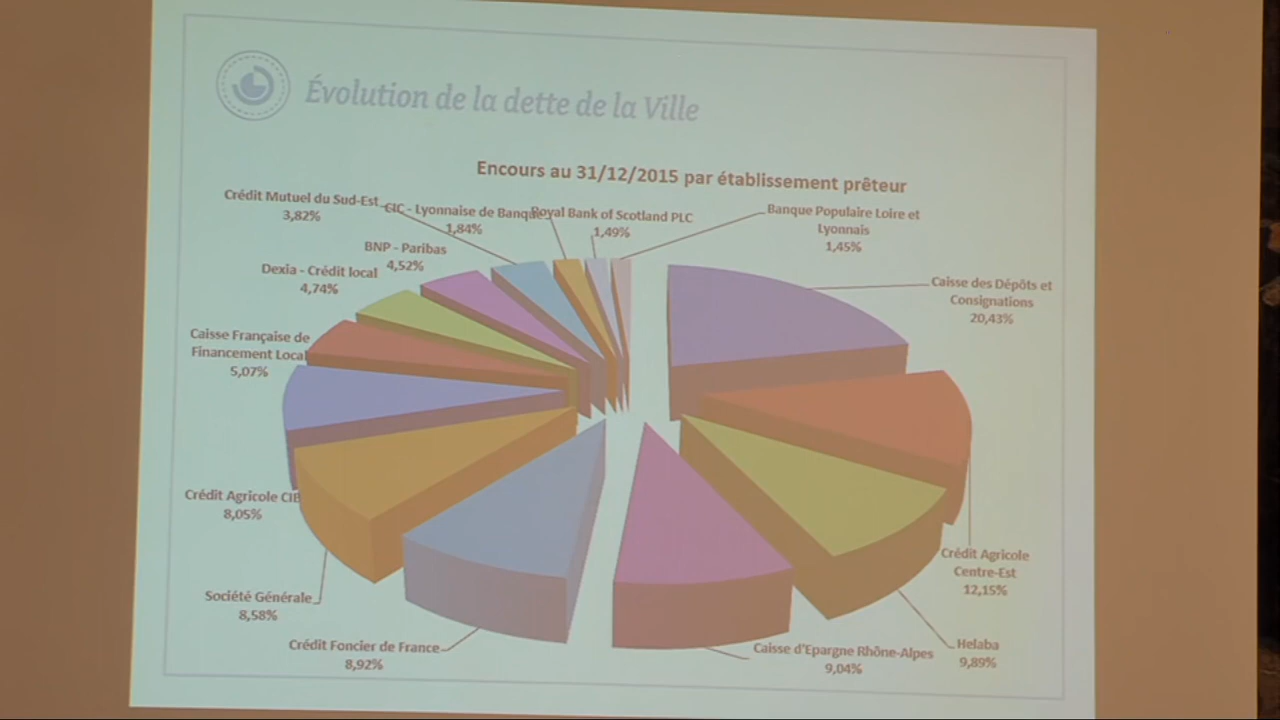 Évolution de la dette de la Ville
Encours au 31/12/2015 par établissement prêteur
Crédit Mutuel du Sud-Est
3,82%
CIC - Lyonnaise de Banque
1,84%
Royal Bank of Scotland PLC
1,49%
Banque Populaire Loire et
Lyonnais
1,45%
BNP - Paribas
4,52%
Dexia - Crédit local
4,74%
Caisse des Dépôts et
Consignations
20,43%
Caisse Française de
Financement Local
5,07%
Crédit Agricole CIB
8,05%
Crédit Agricole
Centre-Est
12,15%
Société Générale
8,58%
Crédit Foncier de France
8,92%
Caisse d'Epargne Rhône-Alpes
9,04%
Helaba
9,89%